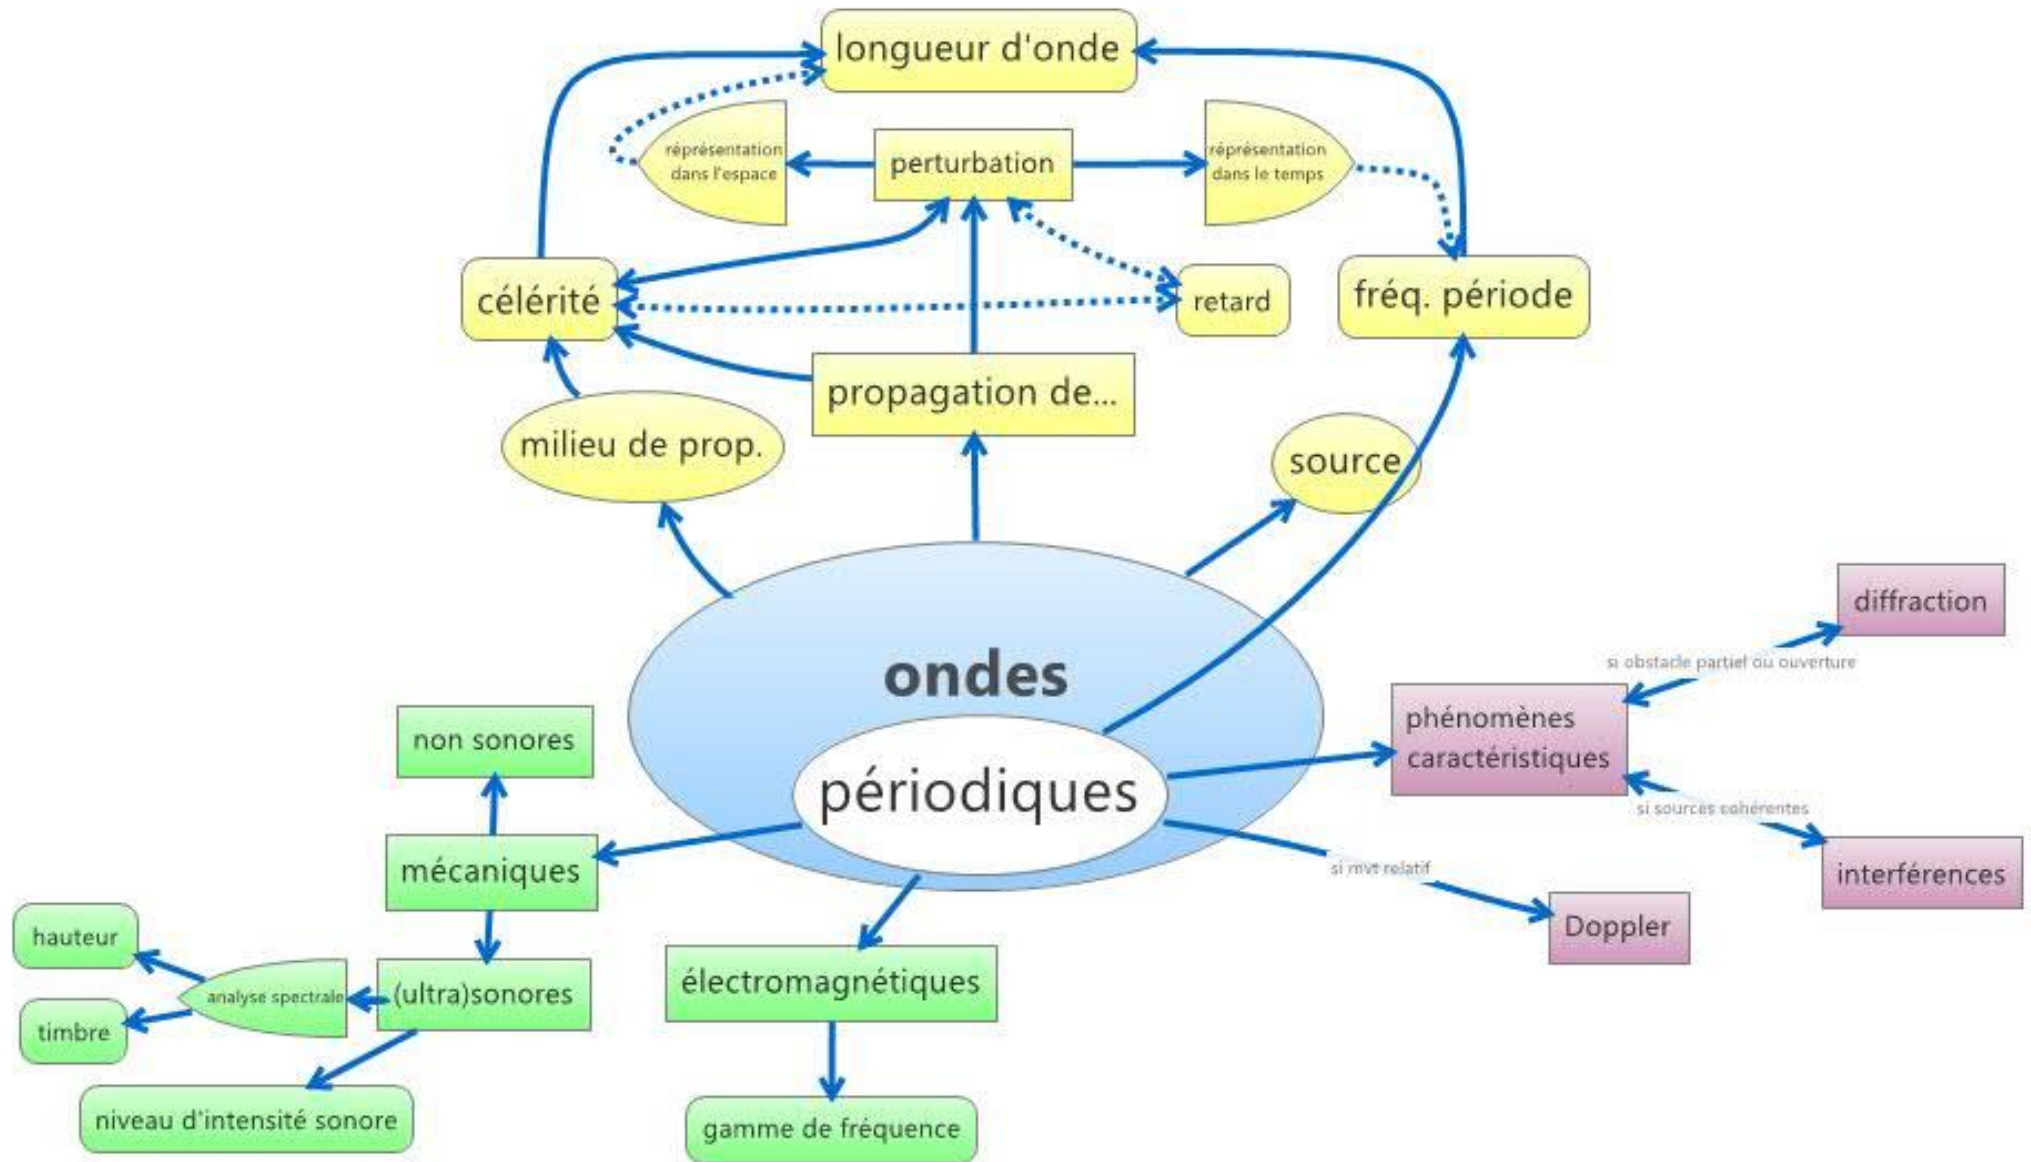 longueur d'onde
réprésentation
dans l'espace
perturbation
réprésentation
dans le temps
célérité
retard
fréq. période
propagation de...
milieu de prop.
source
ondes
périodiques
diffraction
si obstacle partiel ou ouverture
phénomènes
caractéristiques
si sources cohérentes
interférences
si mvt relatif
Doppler
non sonores
mécaniques
hauteur
analyse spectrale
(ultra)sonores
timbre
niveau d'intensité sonore
électromagnétiques
gamme de fréquence